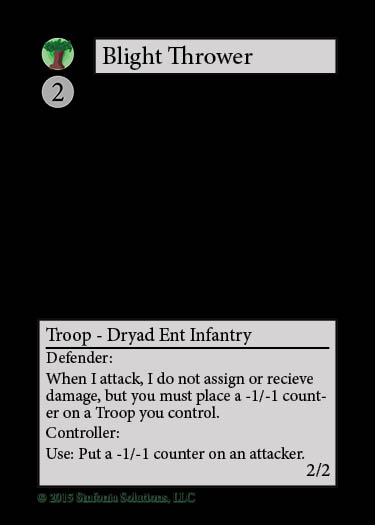 Blight Thrower
2
Troop - Dryad Ent Infantry
Defender:
When I attack, I do not assign or recieve
damage, but you must place a -1/-1 count-
er on a Troop you control.
Controller:
Use: Put a -1/-1 counter on an attacker.
2/2
© 2015 Sinfonia Solutions, LLC